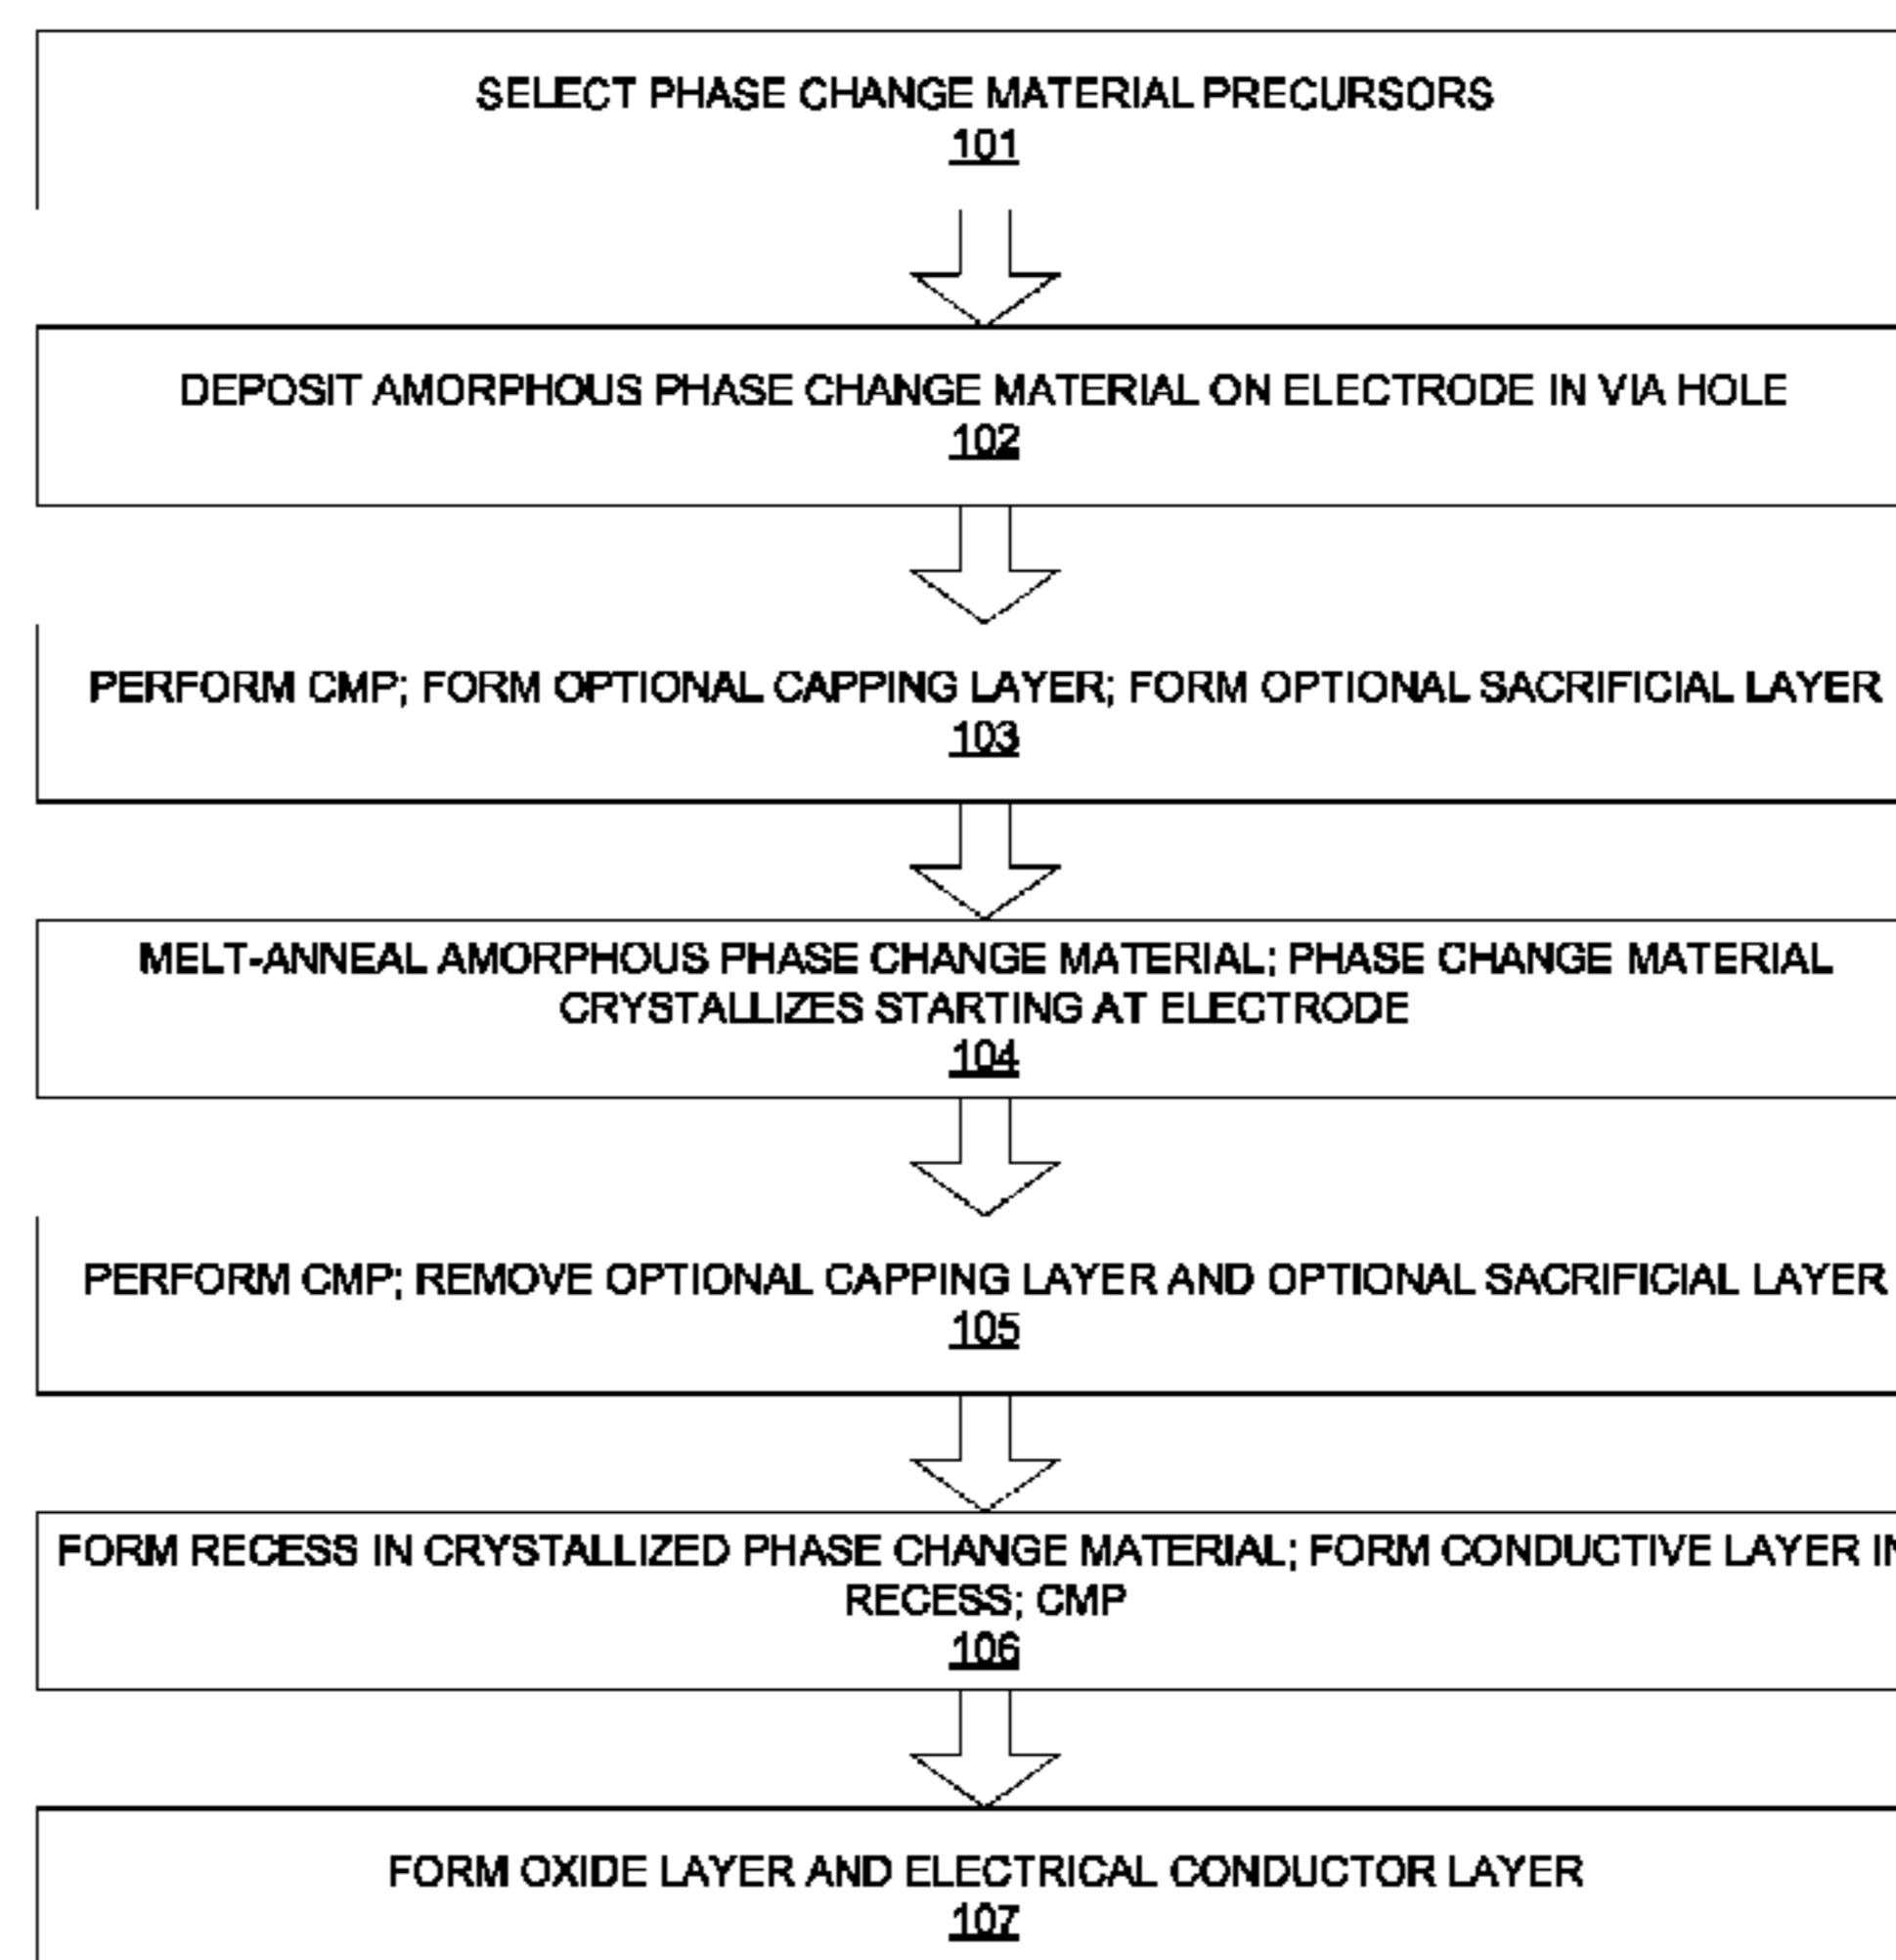 SELECT PHASE CHANGE MATERIAL PRECURSORS
101
DEPOSIT AMORPHOUS PHASE CHANGE MATERIAL ON ELECTRODE IN VIA HOLE
102
PERFORM CMP; FORM OPTIONAL CAPPING LAYER; FORM OPTIONAL SACRIFICIAL LAYER
103
MELT-ANNEAL AMORPHOUS PHASE CHANGE MATERIAL; PHASE CHANGE MATERIAL
CRYSTALLIZES STARTING AT ELECTRODE
104
PERFORM CMP; REMOVE OPTIONAL CAPPING LAYER AND OPTIONAL SACRIFICIAL LAYER
105
FORM RECESS IN CRYSTALLIZED PHASE CHANGE MATERIAL; FORM CONDUCTIVE LAYER IN
RECESS; CMP
106
FORM OXIDE LAYER AND ELECTRICAL CONDUCTOR LAYER
107